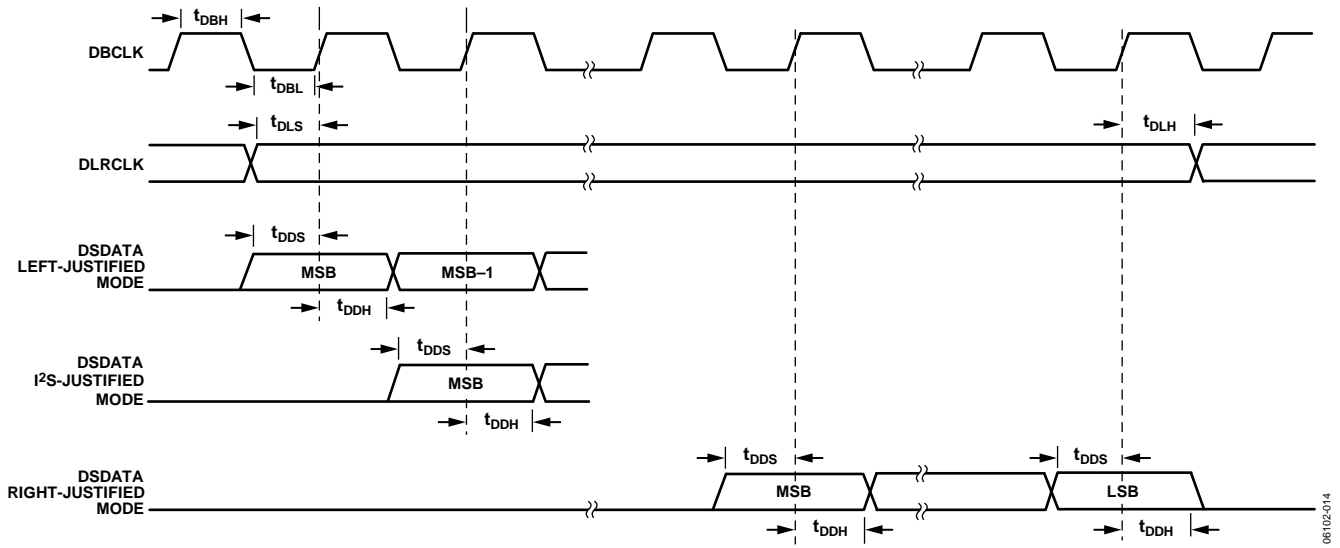 tDBH
DBCLK
tDBL
tDLS
tDLH
DLRCLK
tDDS
DSDATA
LEFT-JUSTIFIED
MODE
MSB
MSB–1
tDDH
tDDS
DSDATA
I2S-JUSTIFIED
MODE
MSB
tDDH
tDDS
tDDS
DSDATA
RIGHT-JUSTIFIED
MODE
MSB
LSB
tDDH
tDDH
06102-014